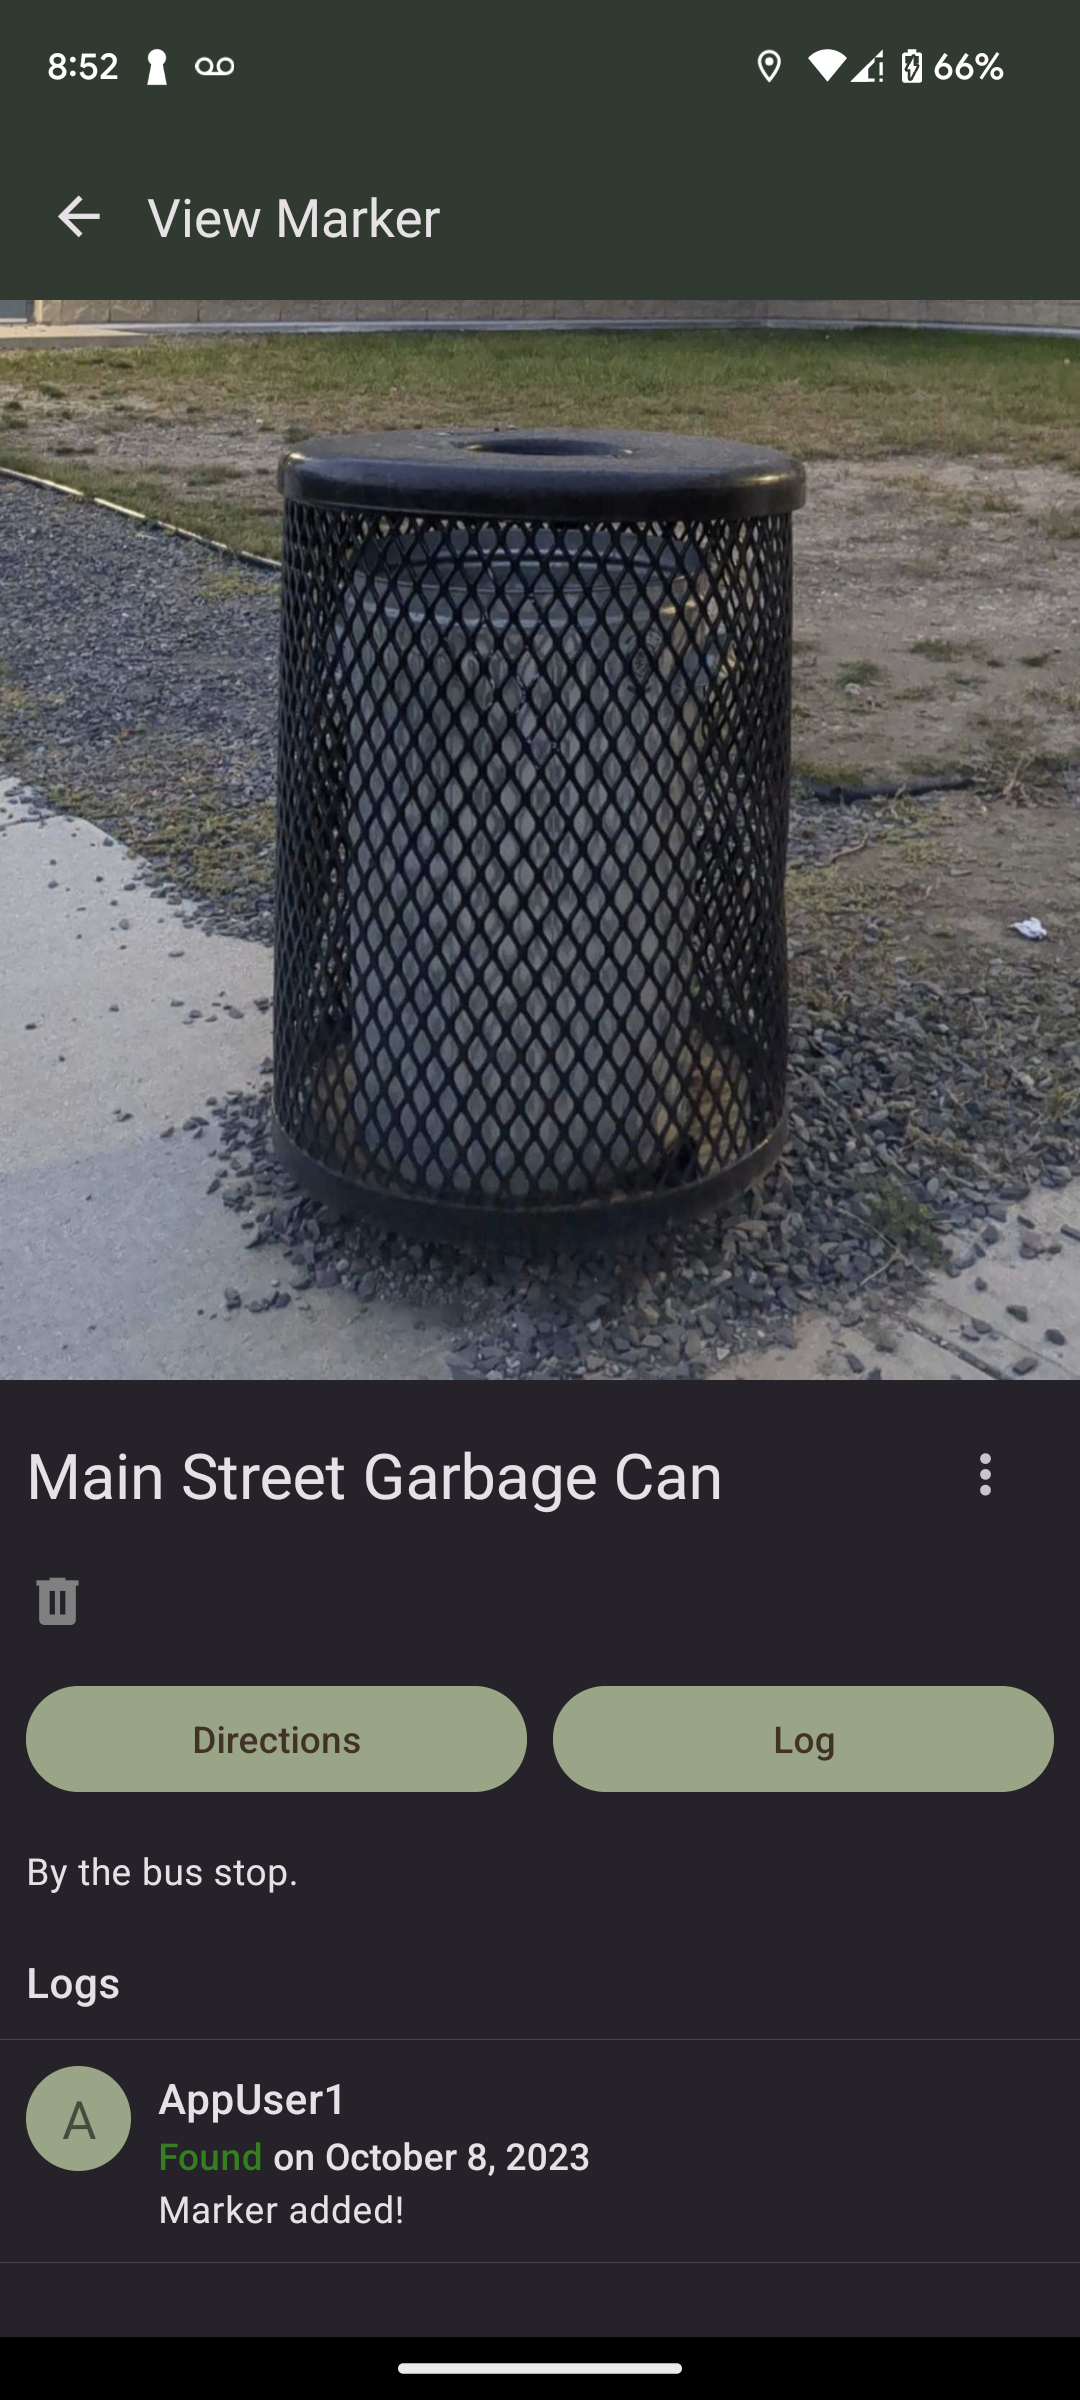 8:52 66%
View Marker
Main Street Garbage Can
Directions Log
By the bus stop.
Logs
A
AppUser1
Found on October 8, 2023
Marker added!